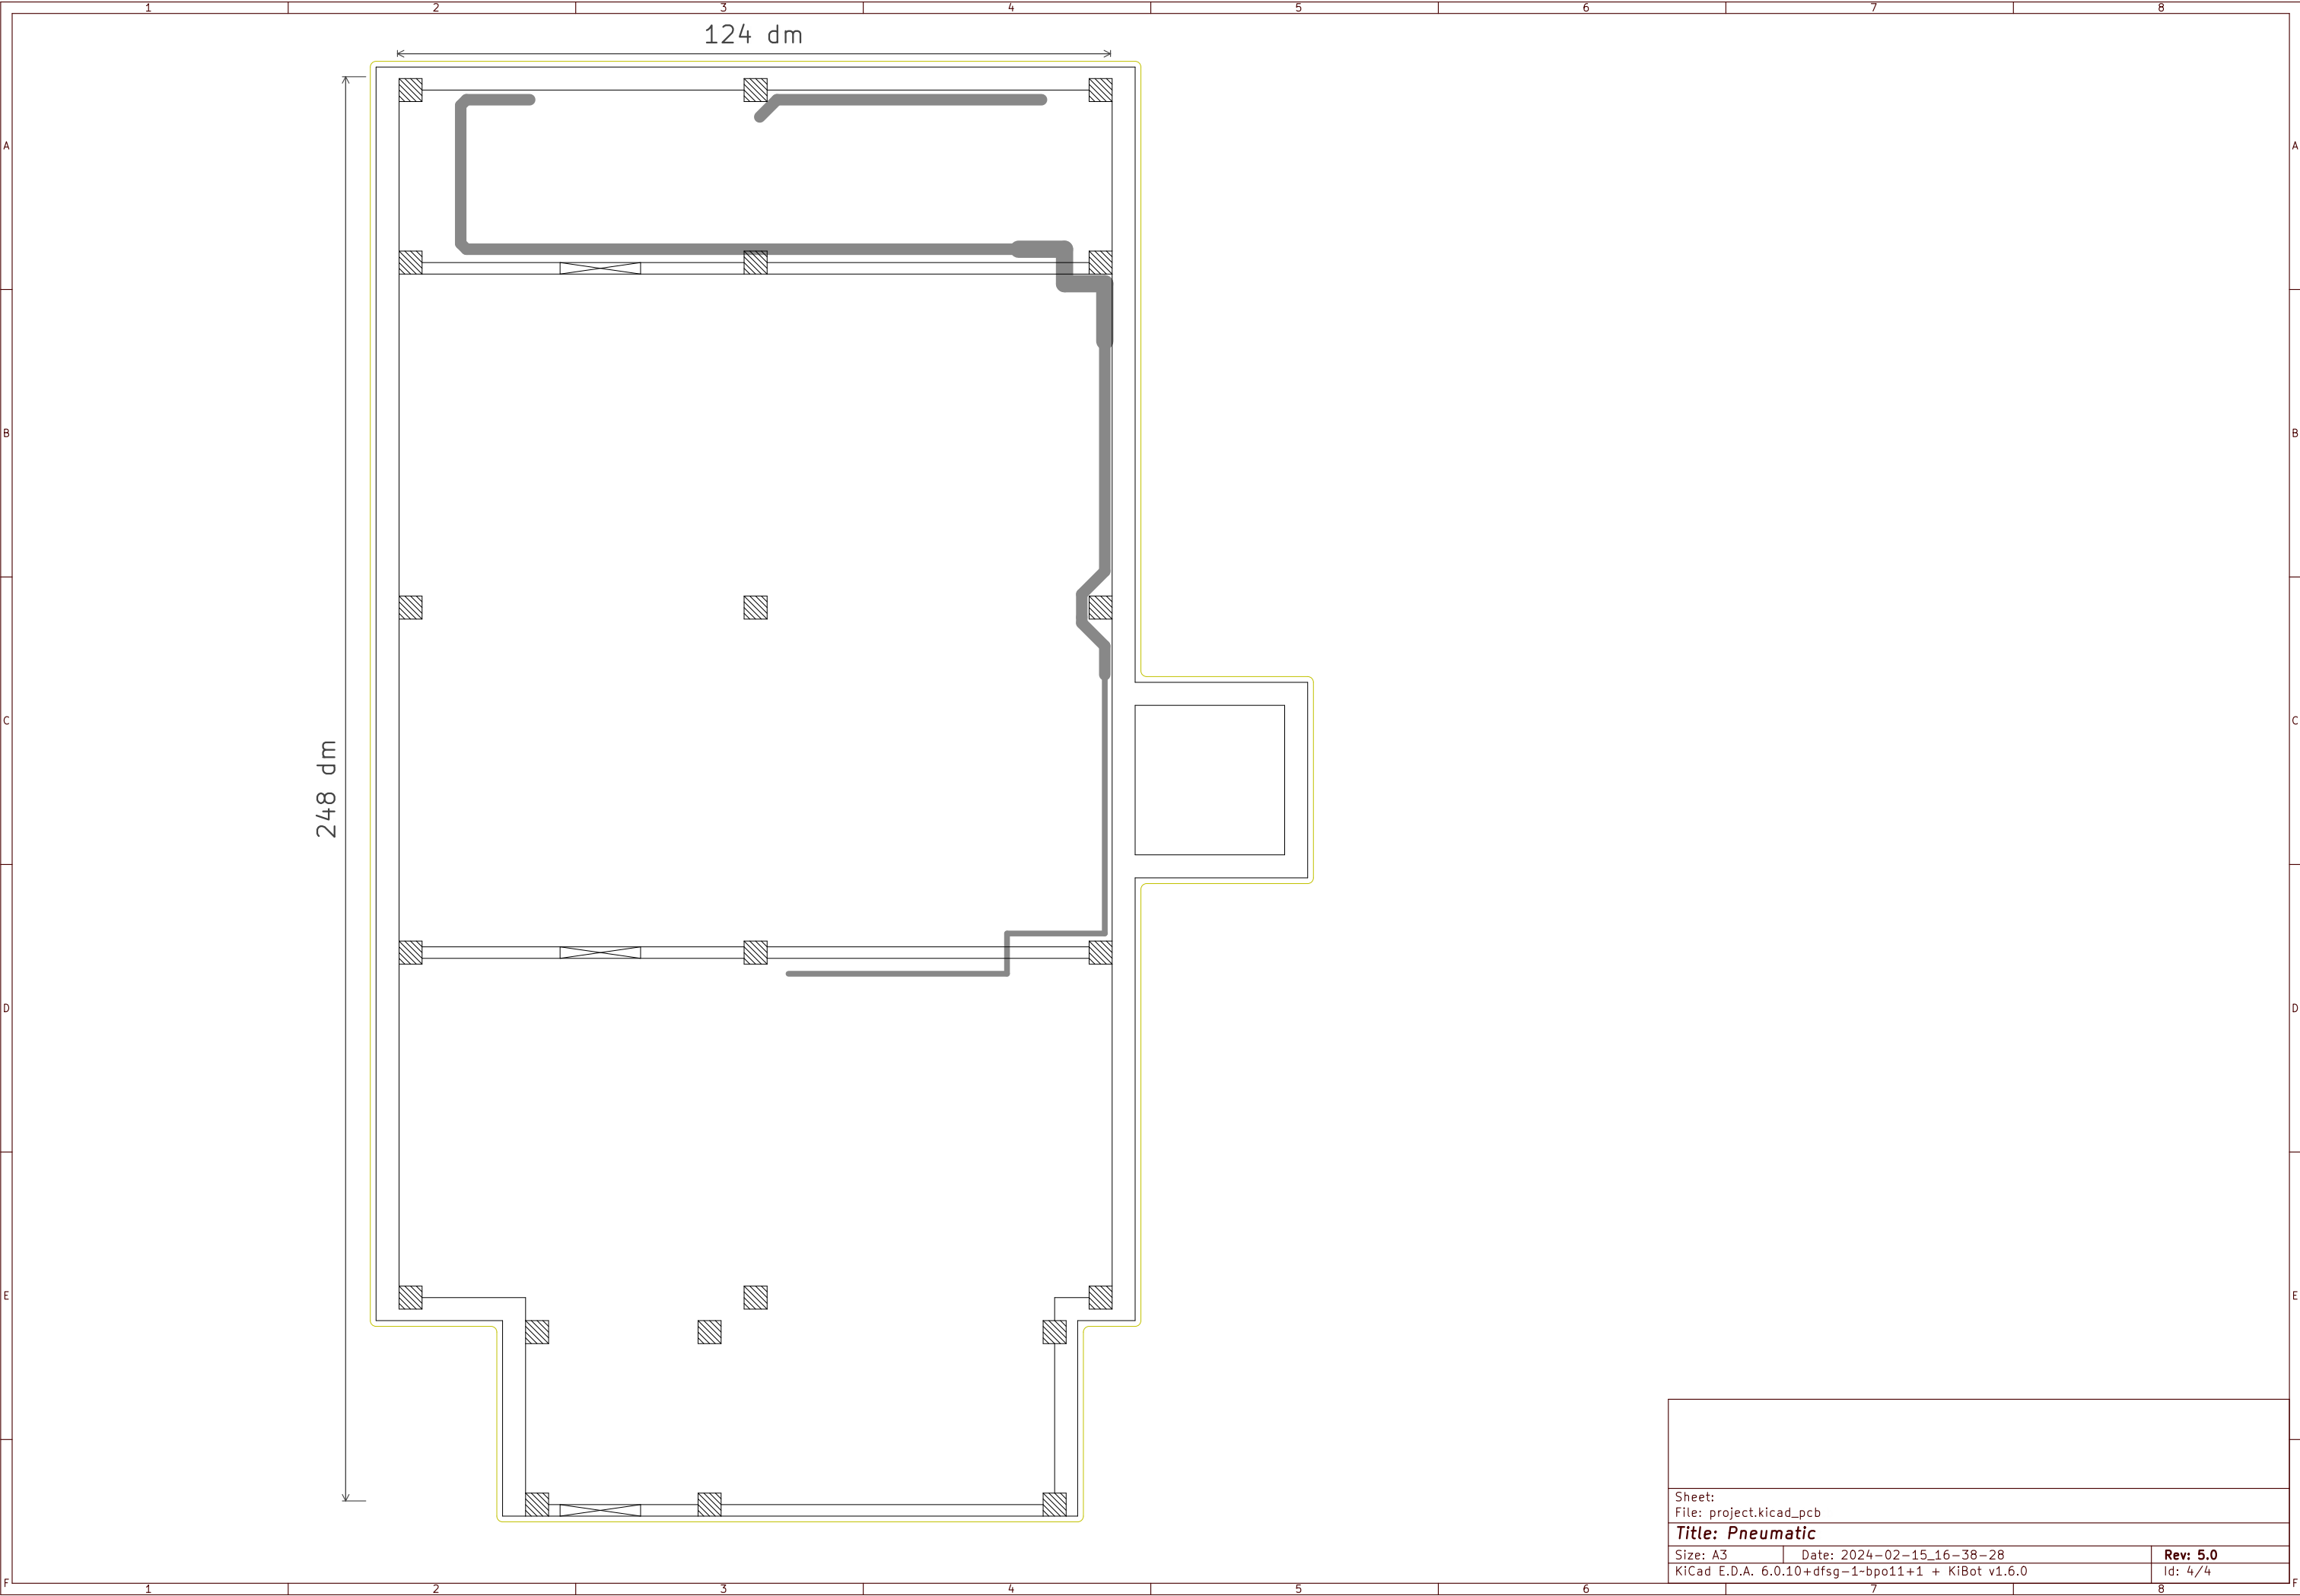 1 2 3 4 5 6 7 8
124 dm
A A
B B
248 dm
C C
D D
E E
Sheet:
File: project.kicad_pcb
Title: Pneumatic
Size: A3 Date: 2024-02-15_16-38-28 Rev: 5.0
KiCad E.D.A. 6.0.10+dfsg-1~bpo11+1 + KiBot v1.6.0 Id: 4/4
F F
1 2 3 4 5 6 7 8